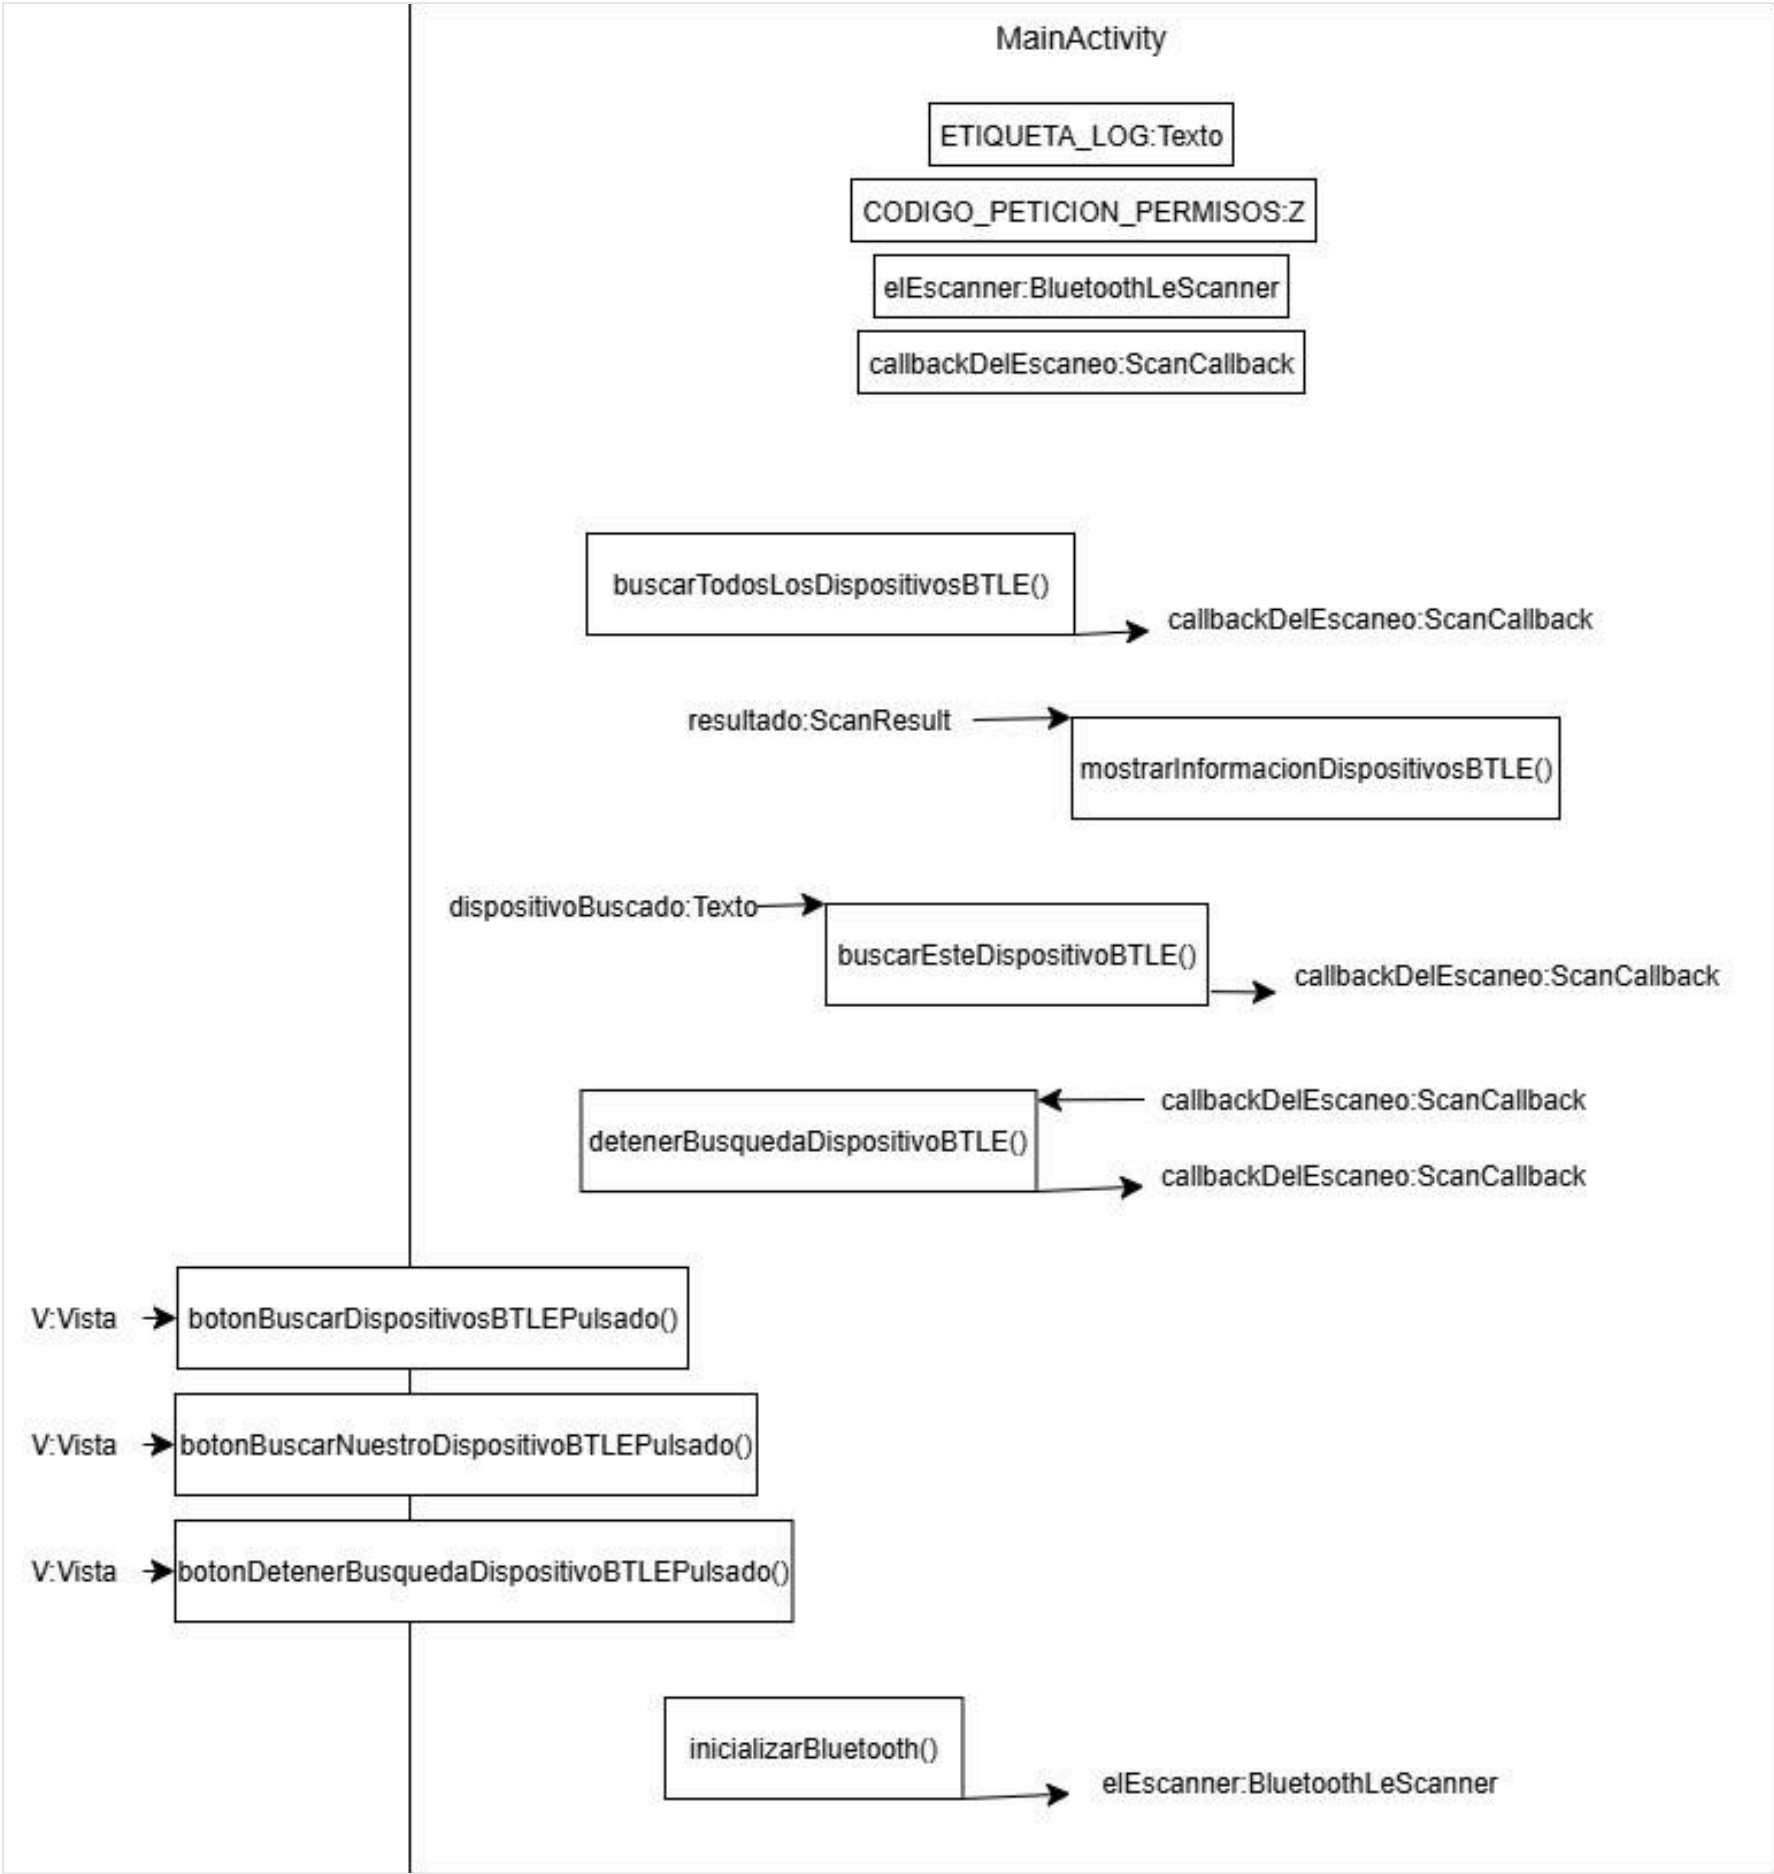 MainActivity
ETIQUETA_LOG:Texto
CODIGO_PETICION_PERMISOS:Z
elEscanner:BluetoothLeScanner
callbackDelEscaneo:ScanCallback
buscarTodosLosDispositivosBTLE()
callbackDelEscaneo:ScanCallback
resultado:ScanResult
mostrarInformacionDispositivosBTLE()
dispositivoBuscado:Texto
buscarEsteDispositivoBTLE()
callbackDelEscaneo:ScanCallback
callbackDelEscaneo:ScanCallback
detenerBusquedaDispositivoBTLE()
callbackDelEscaneo:ScanCallback
V:Vista
botonBuscarDispositivosBTLEPulsado()
V:Vista
botonBuscarNuestroDispositivoBTLEPulsado()
V:Vista
botonDetenerBusquedaDispositivoBTLEPulsado()
inicializarBluetooth()
elEscanner:BluetoothLeScanner